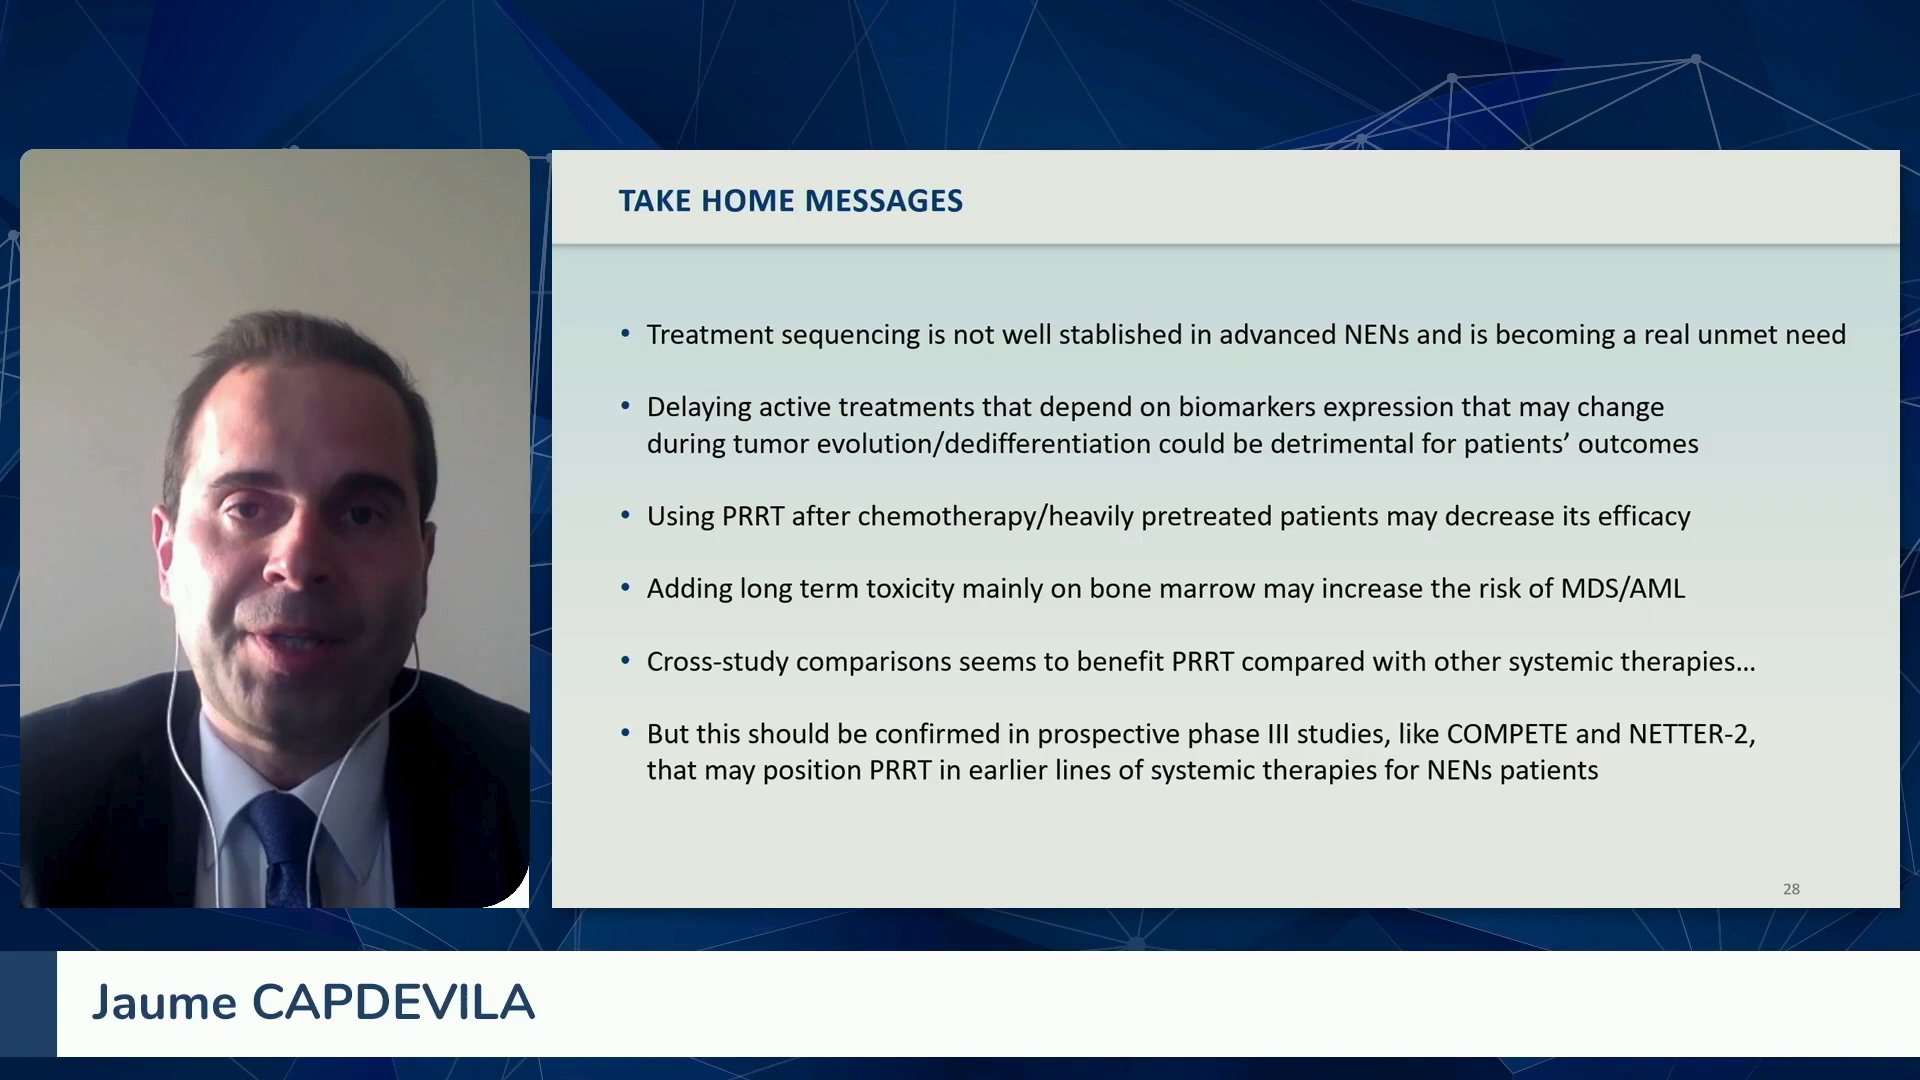 TAKE HOME MESSAGES
• Treatment sequencing is not well stablished in advanced NENs and is becoming a real unmet need
• Delaying active treatments that depend on biomarkers expression that may change
during tumor evolution/dedifferentiation could be detrimental for patients’ outcomes
• Using PRRT after chemotherapy/heavily pretreated patients may decrease its efficacy
• Adding long term toxicity mainly on bone marrow may increase the risk of MDS/AML
• Cross-study comparisons seems to benefit PRRT compared with other systemic therapies...
• But this should be confirmed in prospective phase III studies, like COMPETE and NETTER-2,
that may position PRRT in earlier lines of systemic therapies for NENs patients
28
Jaume CAPDEVILA